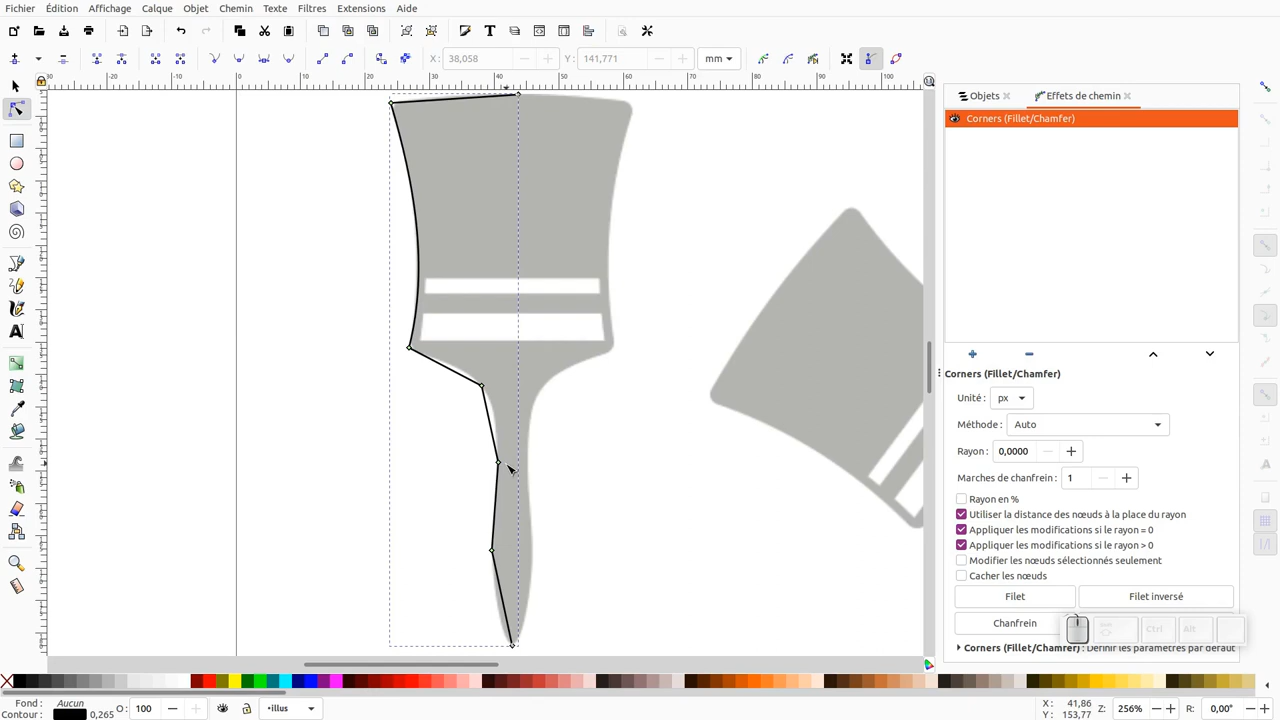 Fichier Édition Affichage Calque Objet Chemin Texte Filtres Extensions Aide
X: 38,058 Y: 141,771 mm
Objets Effets de chemin
Corners (Fillet/Chamfer)
Corners (Fillet/Chamfer)
Unité : px
Méthode : Auto
Rayon : 0,0000
Marches de chanfrein : 1
Rayon en %
Utiliser la distance des nœuds à la place du rayon
Appliquer les modifications si le rayon = 0
Appliquer les modifications si le rayon > 0
Modifier les nœuds sélectionnés seulement
Cacher les nœuds
Filet Filet inversé
Chanfrein Ctrl Alt
Corners (Fillet/Chamfer) : Définir les paramètres par défaut
Fond : Aucun O : 100 •illus X: 41,86 Z: 256% R: 0,00°
Contour : 0,265 Y: 153,77